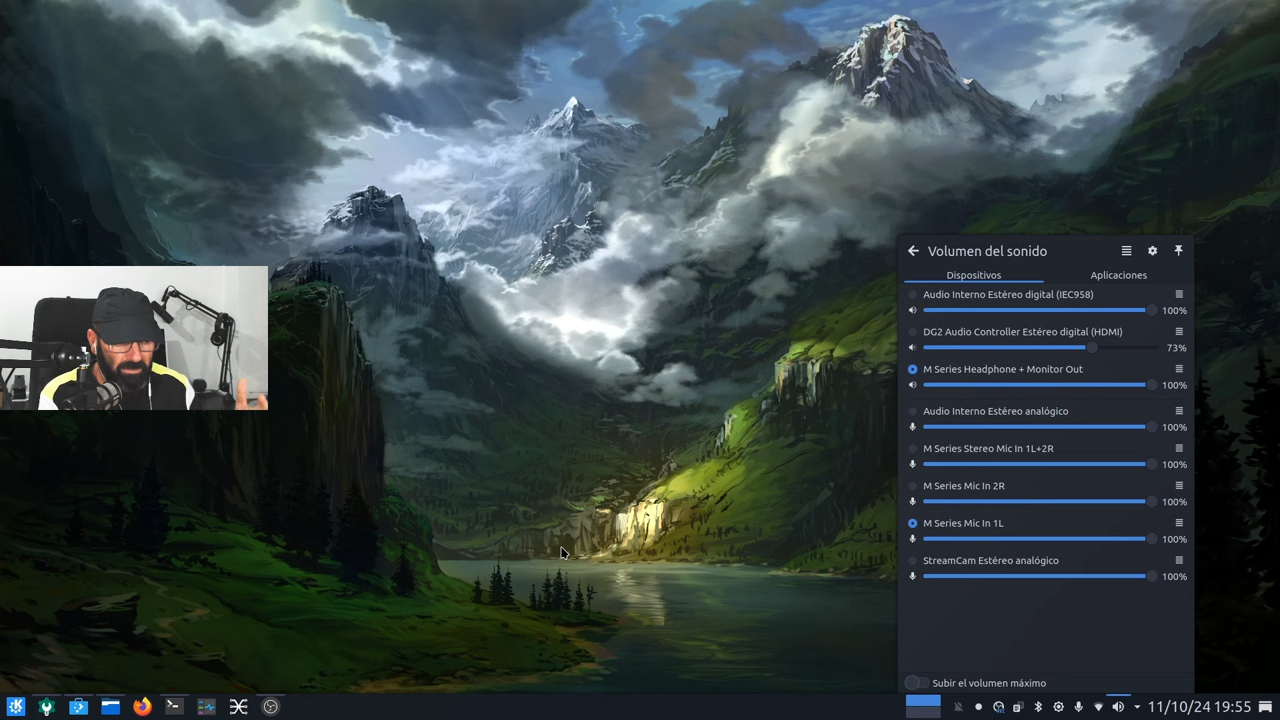 Volumen del sonido
Dispositivos Aplicaciones
Audio Interno Estéreo digital (IEC958)
100%
DG2 Audio Controller Estéreo digital (HDMI)
73%
M Series Headphone + Monitor Out
100%
Audio Interno Estéreo analógico
100%
M Series Stereo Mic In 1L+2R
100%
M Series Mic In 2R
100%
M Series Mic In 1L
100%
StreamCam Estéreo analógico
100%
Subir el volumen máximo
11/10/24 19:55